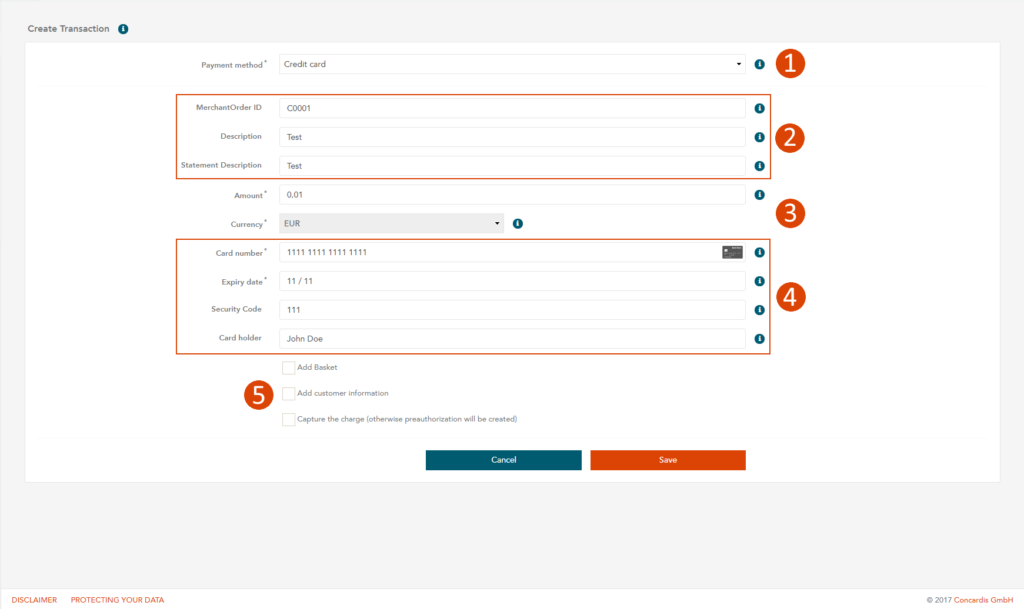 Create Transaction i
Payment method* Credit card i 1
MerchantOrder ID C0001 i
Description Test i 2
Statement Description Test i
Amount* 0,01 i
3
Currency* EUR i
Card number* 1111 1111 1111 1111 i
Expiry date* 11 / 11 i
4
Security Code 111 i
Card holder John Doe i
Add Basket
5 Add customer information
Capture the charge (otherwise preauthorization will be created)
Cancel Save
DISCLAIMER PROTECTING YOUR DATA © 2017 Concardis GmbH